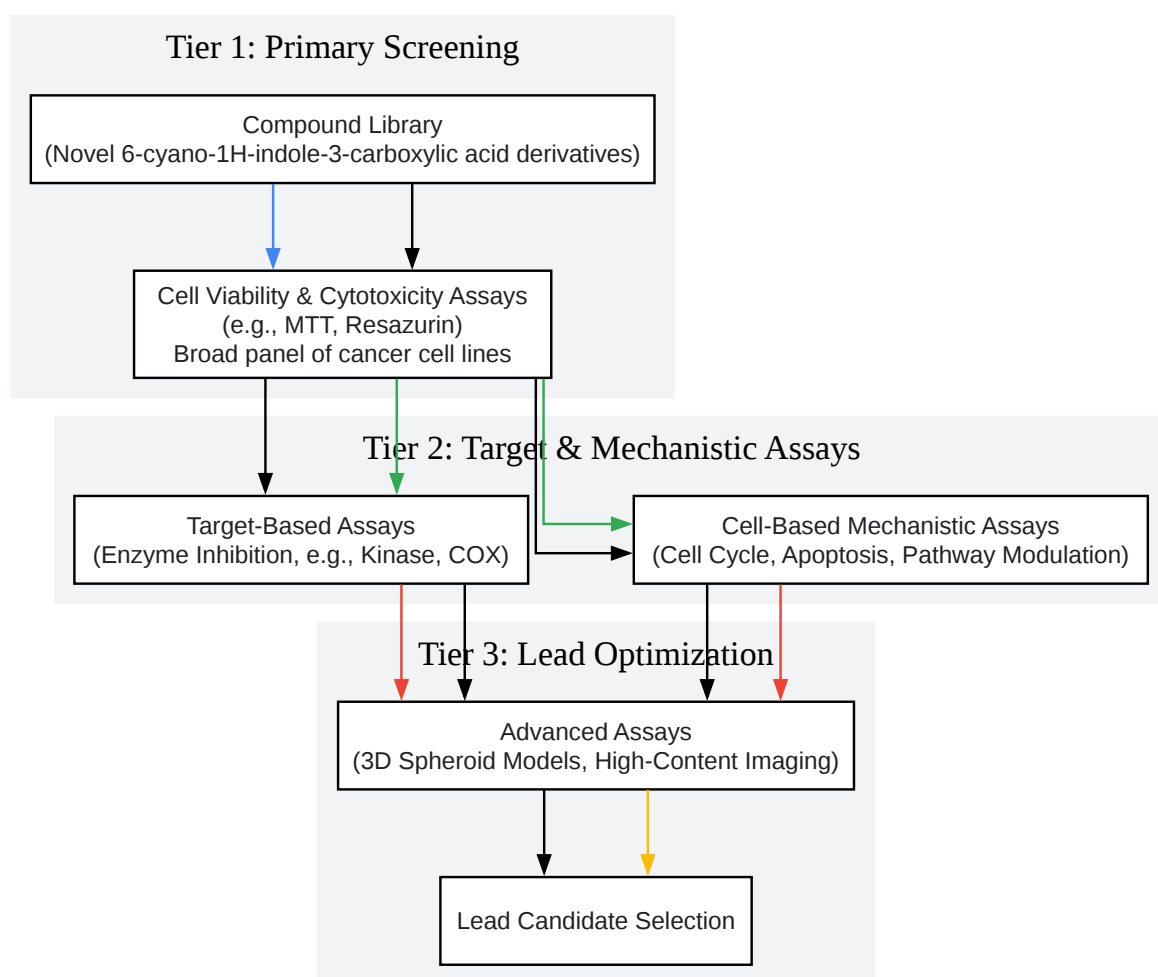 Tier 1: Primary Screening
Compound Library
(Novel 6-cyano-1H-indole-3-carboxylic acid derivatives)
Cell Viability & Cytotoxicity Assays
(e.g., MTT, Resazurin)
Broad panel of cancer cell lines
Tier 2: Target & Mechanistic Assays
Target-Based Assays
(Enzyme Inhibition, e.g., Kinase, COX)
Cell-Based Mechanistic Assays
(Cell Cycle, Apoptosis, Pathway Modulation)
Tier 3: Lead Optimization
Advanced Assays
(3D Spheroid Models, High-Content Imaging)
Lead Candidate Selection